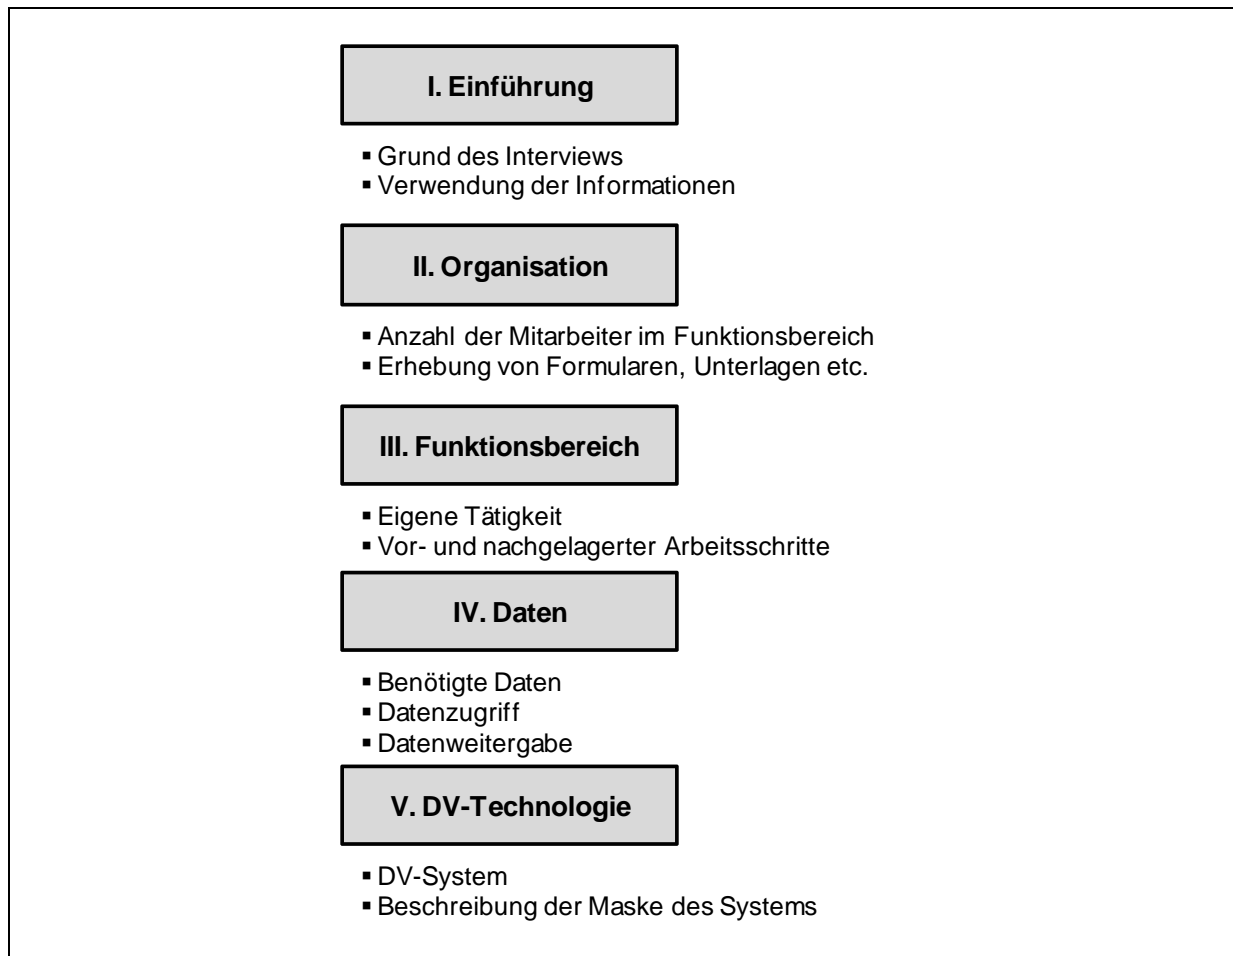 I. Einführung
▪ Grund des Interviews
▪ Verwendung der Informationen
II. Organisation
▪ Anzahl der Mitarbeiter im Funktionsbereich
▪ Erhebung von Formularen, Unterlagen etc.
III. Funktionsbereich
▪ Eigene Tätigkeit
▪ Vor- und nachgelagerter Arbeitsschritte
IV. Daten
▪ Benötigte Daten
▪ Datenzugriff
▪ Datenweitergabe
V. DV-Technologie
▪ DV-System
▪ Beschreibung der Maske des Systems